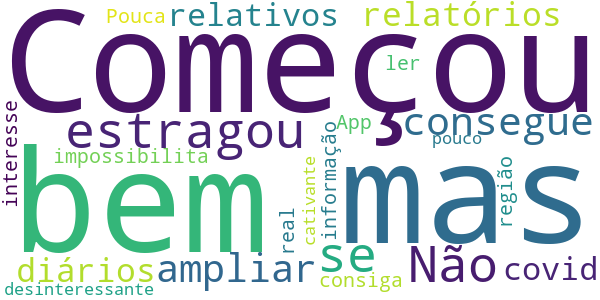 Pouca
relativos
relatórios
Começou
ler
interesse
estragou
App
consegue
pouco
impossibilita
bem
mas
cativante
informação
região
real
se
Não
covid
diários
ampliar
consiga
desinteressante